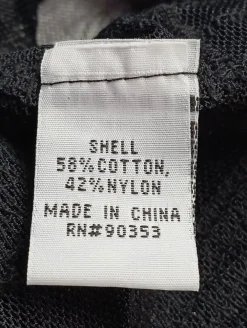 SHELL
58%COTTON,
42%NYLON
MADE IN CHINA
RN#90353